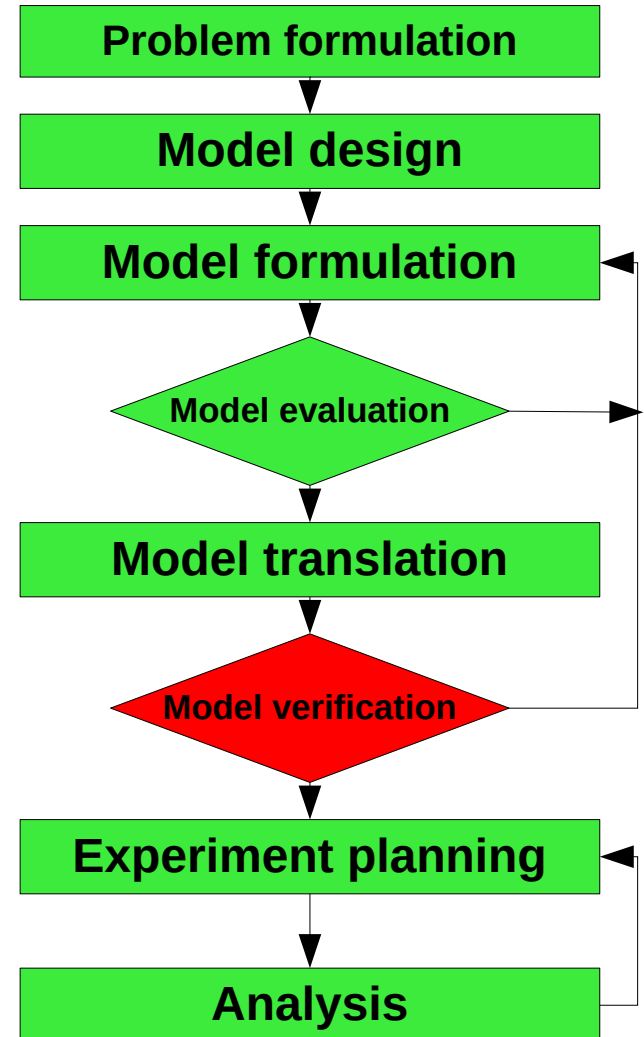 Problem formulation
Model design
Model formulation
Model evaluation
Model translation
Model verification
Experiment planning
Analysis